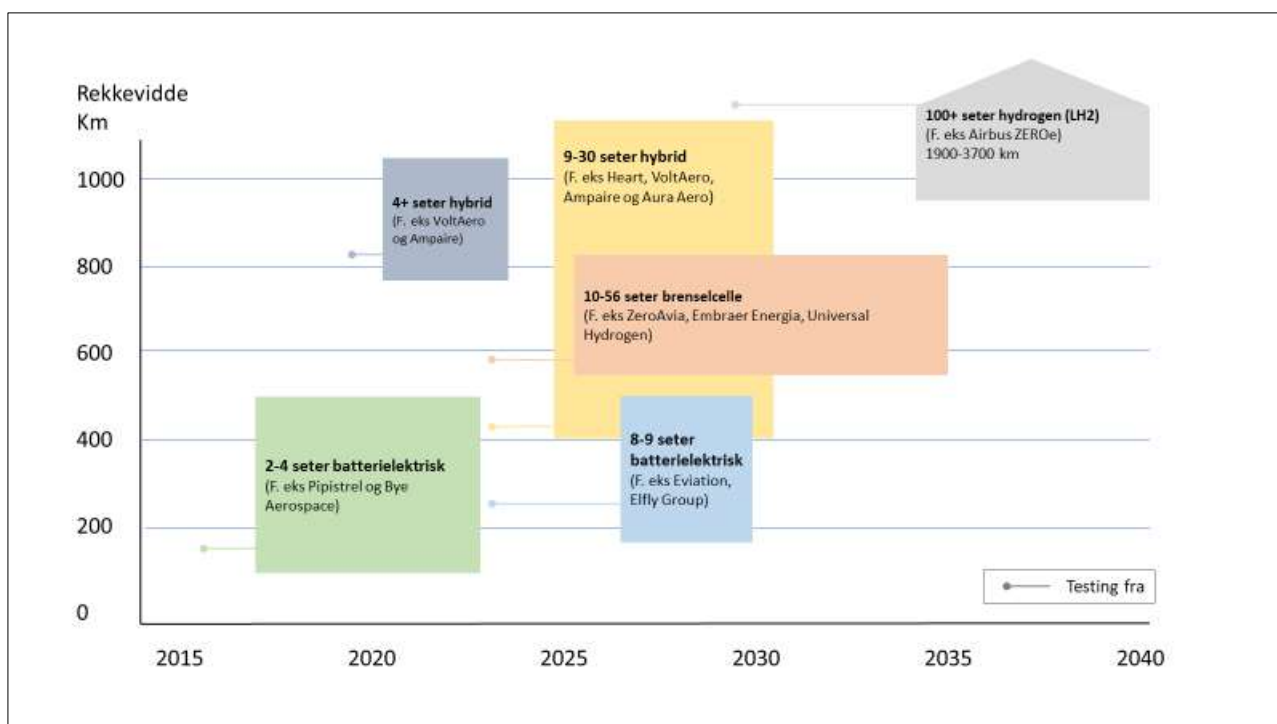 Rekkevidde
Km
1000
800
600
400
200
0
4+ seter hybrid
(F. eks VoltAero
og Ampaire)
9-30 seter hybrid
(F. eks Heart, VoltAero,
Ampaire og Aura Aero)
100+ seter hydrogen (LH2)
(F. eks Airbus ZEROe)
1900-3700 km
10-56 seter brenselcelle
(F. eks ZeroAvia, Embraer Energia, Universal
Hydrogen)
2-4 seter batterielektrisk
(F. eks Pipistrel og Bye
Aerospace)
8-9 seter
batterielektrisk
(F. eks Eviation,
Elfly Group)
Testing fra
2015
2020
2025
2030
2035
2040